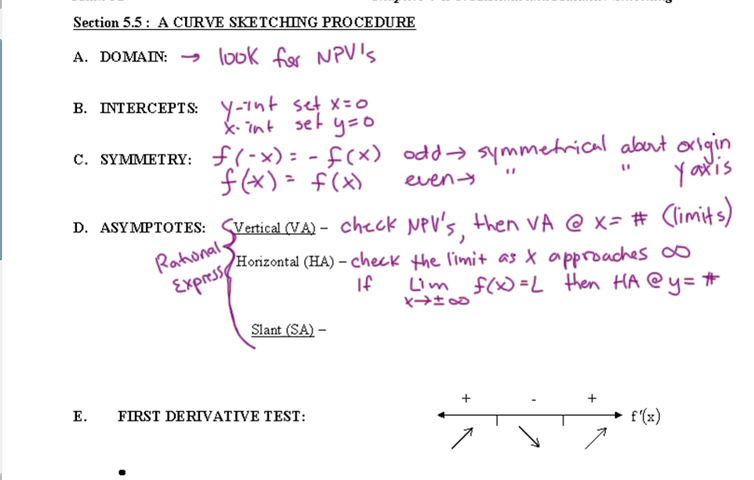 Section 5.5 : A CURVE SKETCHING PROCEDURE
A. DOMAIN: → look for NPV's
B. INTERCEPTS: y-int set x=0
x-int set y=0
C. SYMMETRY: f(-x) = - f(x) odd → symmetrical about origin
f(-x) = f(x) even → " " y axis
D. ASYMPTOTES: Vertical (VA) – check NPV's, then VA @ x= # (limits)
Rational Express
Horizontal (HA) – check the limit as x approaches ∞
If Lim f(x) = L then HA @ y= #
x→±∞
Slant (SA) –
+ - +
E. FIRST DERIVATIVE TEST: f'(x)